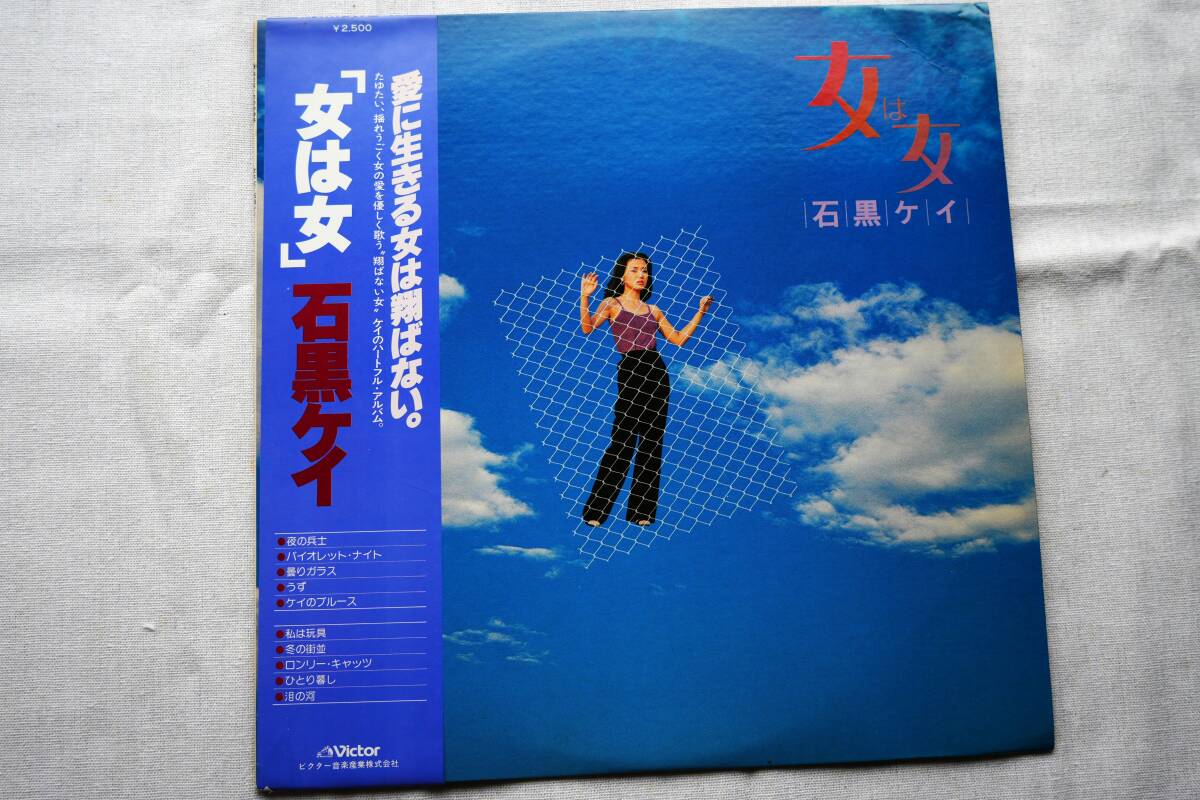 ￥2,500
愛に生きる女は翔ばない。
たゆたい、揺れうごく女の愛を優しく歌う〝翔ばない女〟ケイのハートフル・アルバム。
「女は女」石黒ケイ
●夜の兵士
●バイオレット・ナイト
●曇りガラス
●うず
●ケイのブルース
●私は玩具
●冬の街並
●ロンリー・キャッツ
●ひとり暮し
●泪の河
Victor
ビクター音楽産業株式会社
女は女
石黒ケイ